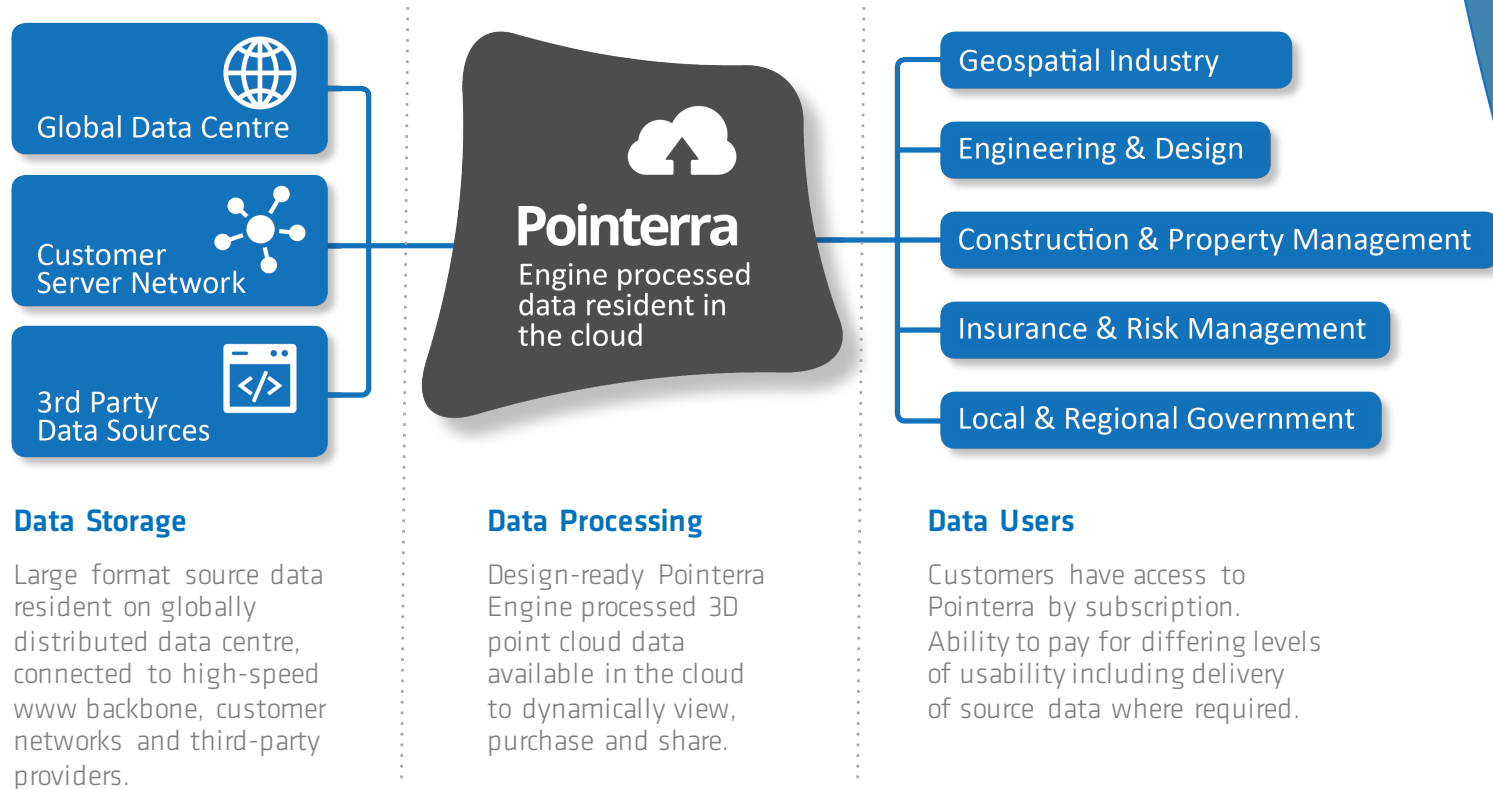 Global Data Centre
Customer
Server Network
3rd Party
Data Sources
</>
Pointerra
Engine processed
data resident in
the cloud
Geospatial Industry
Engineering & Design
Construction & Property Management
Insurance & Risk Management
Local & Regional Government
Data Storage
Large format source data
resident on globally
distributed data centre,
connected to high-speed
www backbone, customer
networks and third-party
providers.
Data Processing
Design-ready Pointerra
Engine processed 3D
point cloud data
available in the cloud
to dynamically view,
purchase and share.
Data Users
Customers have access to
Pointerra by subscription.
Ability to pay for differing levels
of usability including delivery
of source data where required.